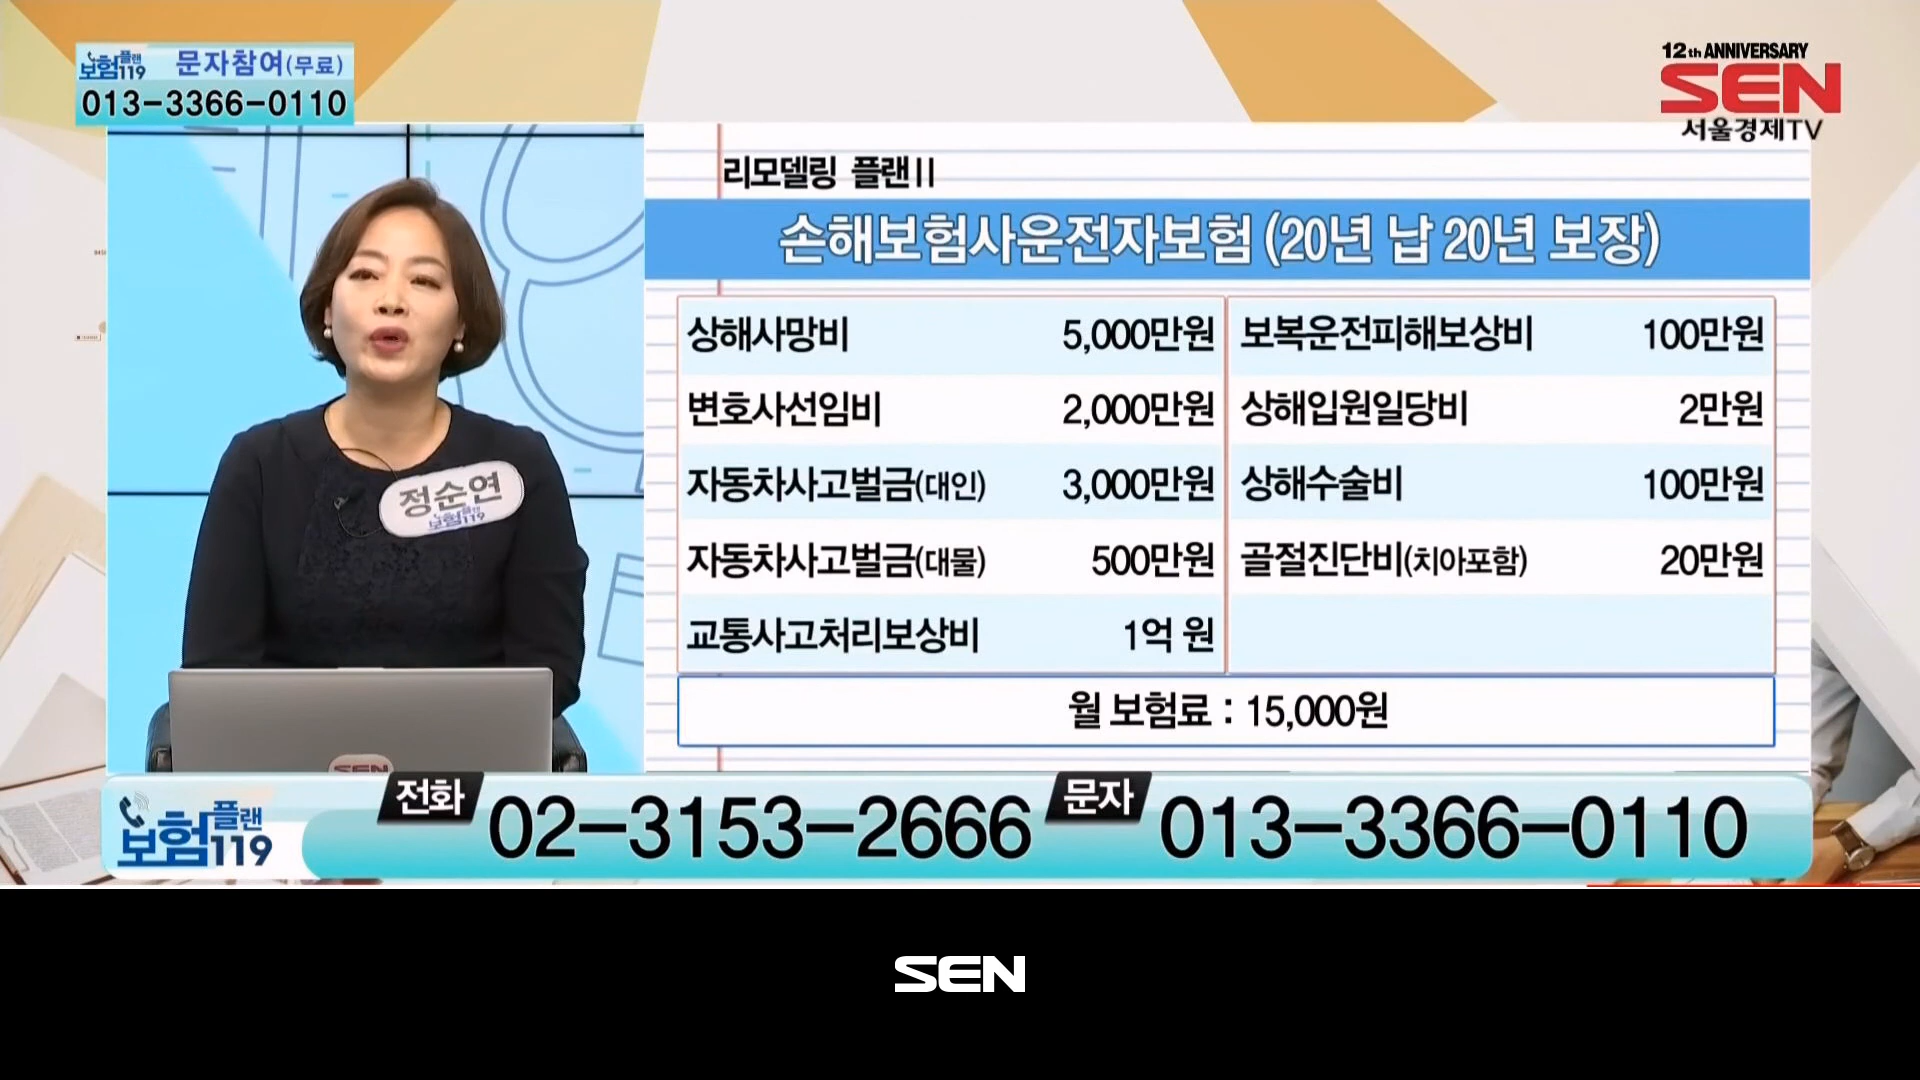 보험플랜119 문자참여(무료)
013-3366-0110
12th ANNIVERSARY
SEN
서울경제TV
리모델링 플랜II
손해보험사운전자보험 (20년 납 20년 보장)
상해사망비 5,000만원
변호사선임비 2,000만원
자동차사고벌금(대인) 3,000만원
자동차사고벌금(대물) 500만원
교통사고처리보상비 1억 원
보복운전피해보상비 100만원
상해입원일당비 2만원
상해수술비 100만원
골절진단비(치아포함) 20만원
월 보험료 : 15,000원
정순연
보험플랜119
SEN
보험플랜119
전화 02-3153-2666 문자 013-3366-0110
SEN